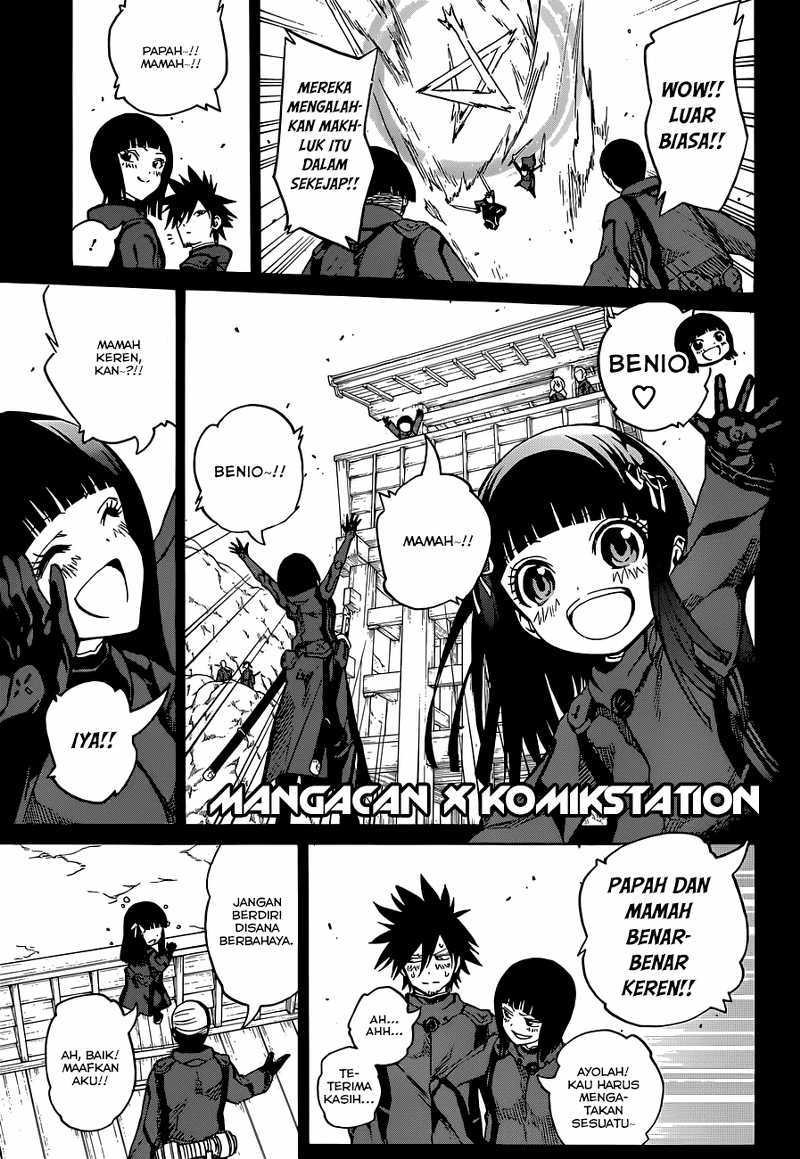 WOW!!
LUAR
BIASA!!
MEREKA
MENGALAH-
KAN MAKH-
LUK ITU
DALAM
SEKEJAP!!
PAPAH~!!
MAMAH~!!
!
BENIO
♡
MAMAH~!!
BENIO~!!
MAMAH
KEREN,
KAN~?!!
IYA!!
MANGACAN X KOMIKSTATION
PAPAH DAN
MAMAH
BENAR-
BENAR
KEREN!!
AH...
AHH...
TE-
TERIMA
KASIH...
AYOLAH!
KAU HARUS
MENGA-
TAKAN
SESUATU~
JANGAN
BERDIRI
DISANA
BERBAHAYA.
AH, BAIK!
MAAFKAN
AKU!!